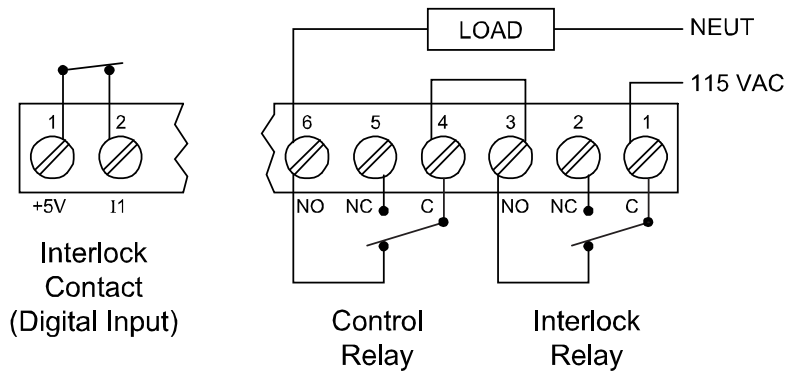 LOAD
NEUT
115 VAC
1 2
6 5 4 3 2 1
+5V I1
NO NC C NO NC C
Interlock
Contact
(Digital Input)
Control
Relay
Interlock
Relay